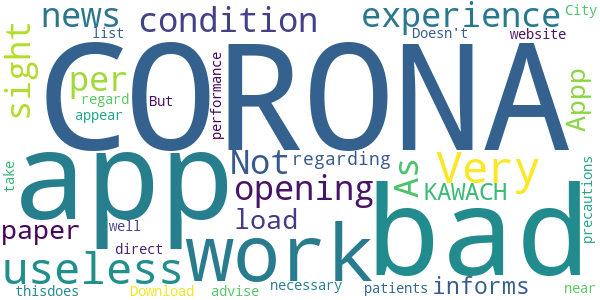 news
condition
experience
City
list
Doesn't
website
sight
CORONA
per
performance
Appp
regard
But
appear
app
Not
regarding
As
Very
bad
take
opening
KAWACH
precautions
paper
well
load
work
direct
useless
thisdoes
Download
advise
necessary
patients
informs
near